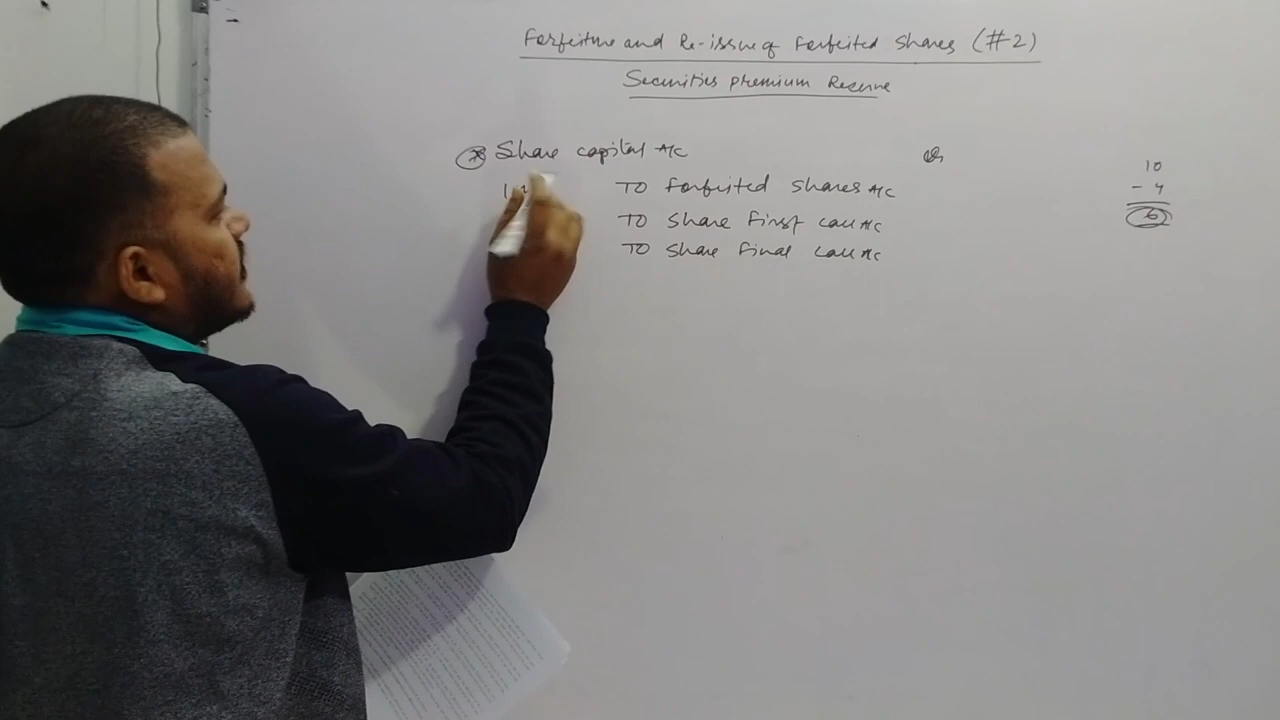 Forfeiture and Re-issue of Forfeited Shares (#2)
Securities Premium Reserve
Share capital A/c Dr
To Forfeited Shares A/c
To Share First Call A/c
To Share Final Call A/c
10
- 4
6